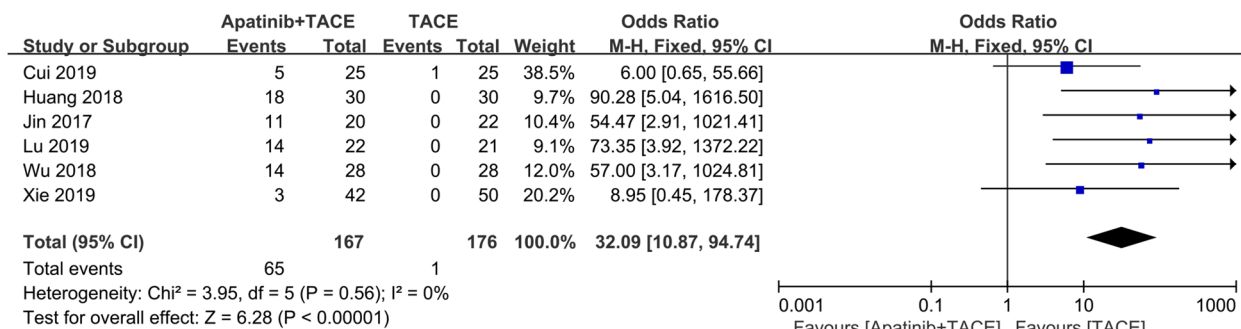 Apatinib+TACE TACE Odds Ratio Odds Ratio
Study or Subgroup Events Total Events Total Weight M-H, Fixed, 95% CI M-H, Fixed, 95% CI
Cui 2019 5 25 1 25 38.5% 6.00 [0.65, 55.66]
Huang 2018 18 30 0 30 9.7% 90.28 [5.04, 1616.50]
Jin 2017 11 20 0 22 10.4% 54.47 [2.91, 1021.41]
Lu 2019 14 22 0 21 9.1% 73.35 [3.92, 1372.22]
Wu 2018 14 28 0 28 12.0% 57.00 [3.17, 1024.81]
Xie 2019 3 42 0 50 20.2% 8.95 [0.45, 178.37]
Total (95% CI) 167 176 100.0% 32.09 [10.87, 94.74]
Total events 65 1
Heterogeneity: Chi² = 3.95, df = 5 (P = 0.56); I² = 0%
Test for overall effect: Z = 6.28 (P < 0.00001)
0.001 0.1 1 10 1000
Favours [Apatinib+TACE] Favours [TACE]